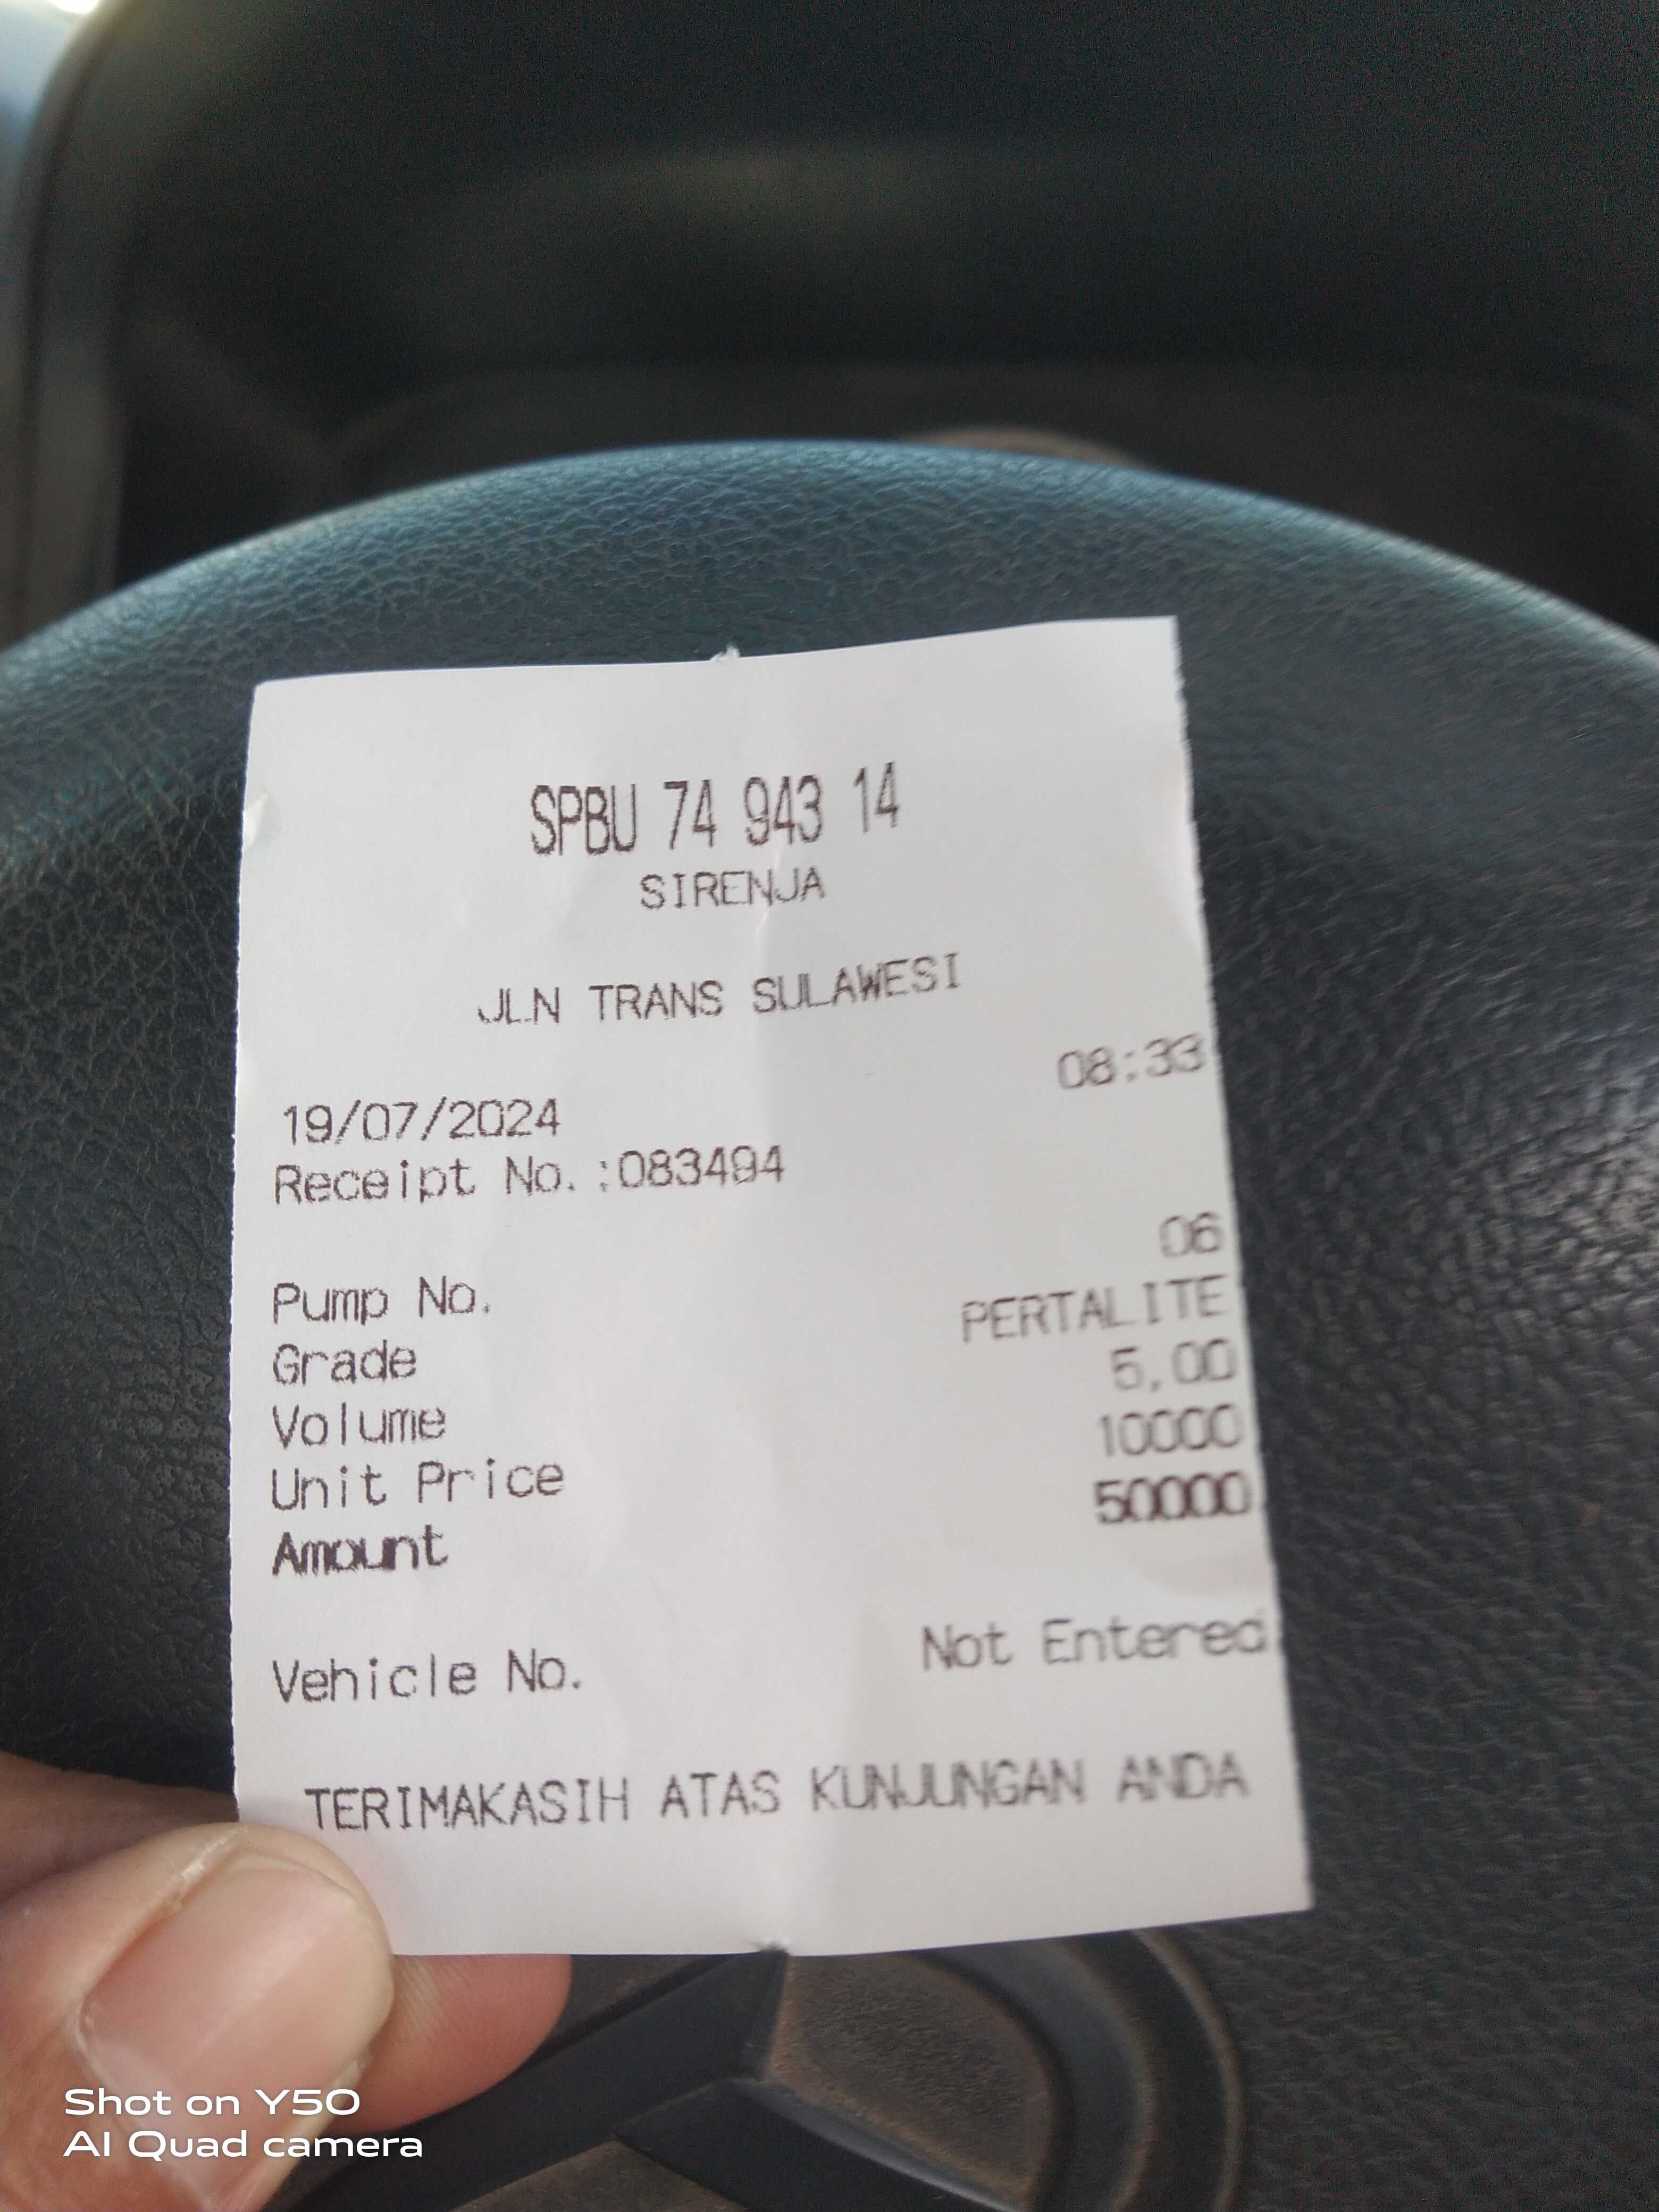 SPBU 74 943 14
SIRENJA
JLN TRANS SULAWESI
19/07/2024 08:33
Receipt No.:083494
Pump No. 06
Grade PERTALITE
Volume 5,00
Unit Price 10000
Amount 50000
Vehicle No. Not Entered
TERIMAKASIH ATAS KUNJUNGAN ANDA
Shot on Y50
AI Quad camera